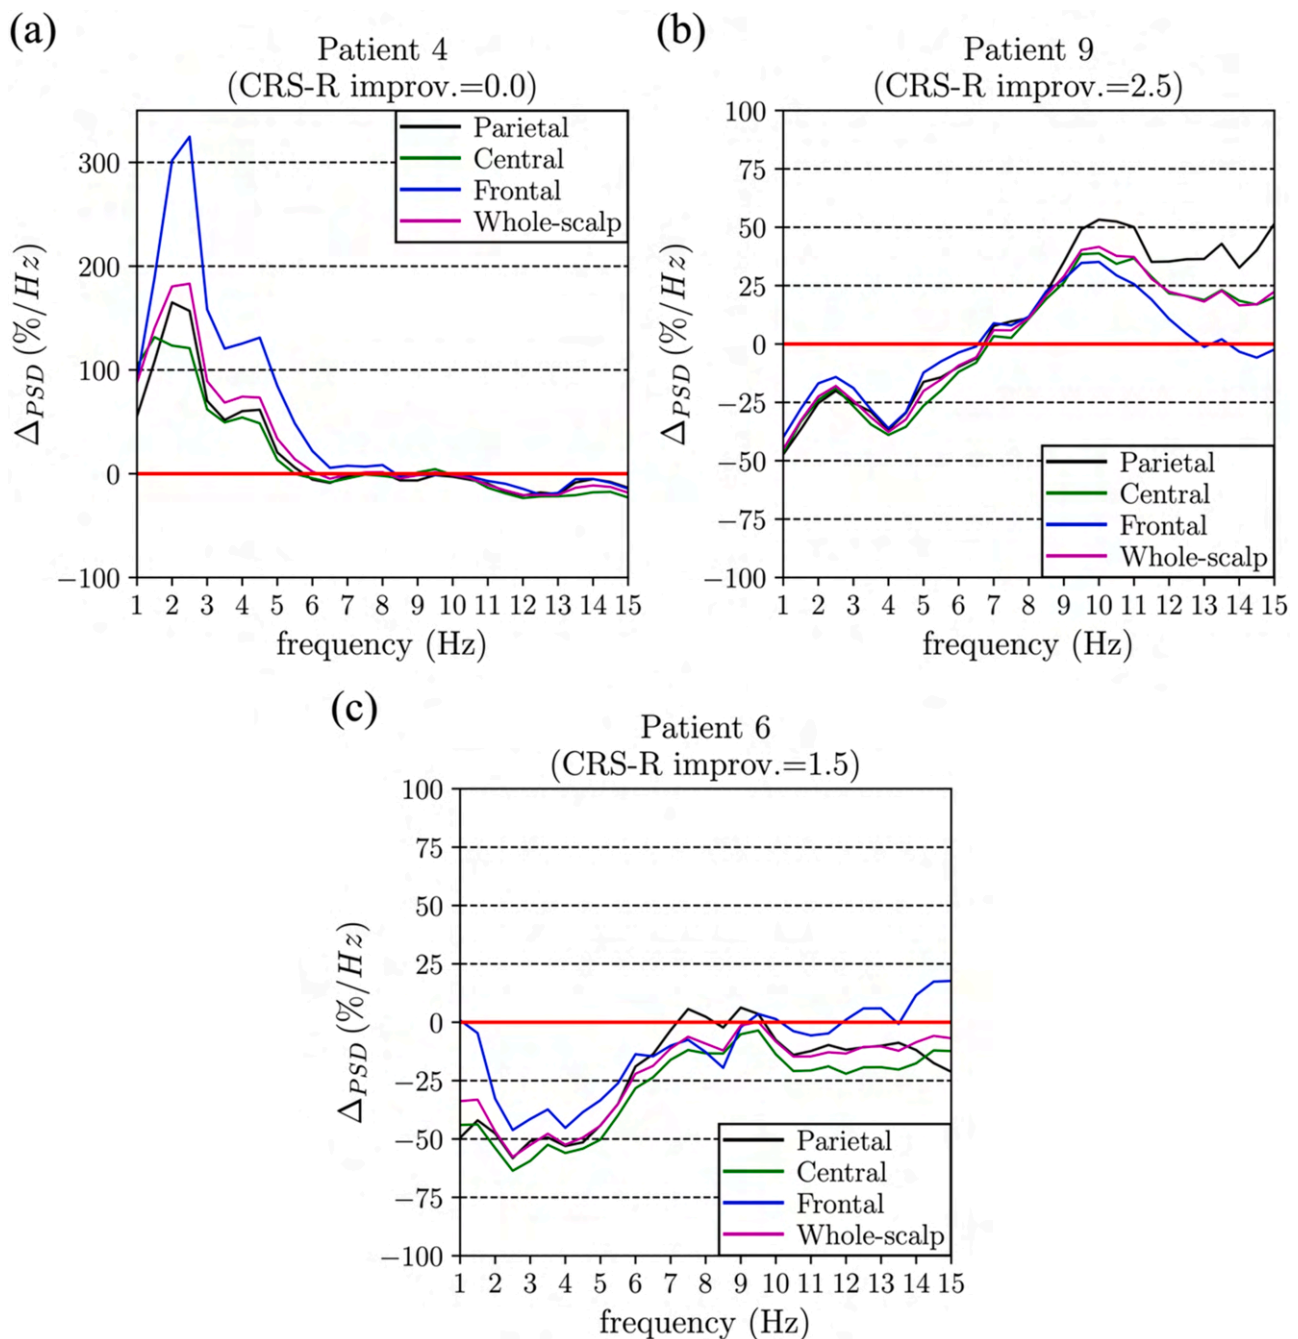 (a)
Patient 4
(CRS-R improv.=0.0)
Parietal
Central
Frontal
Whole-scalp
300
200
100
0
−100
Δ_PSD (%/Hz)
1 2 3 4 5 6 7 8 9 10 11 12 13 14 15
frequency (Hz)
(b)
Patient 9
(CRS-R improv.=2.5)
100
75
50
25
0
−25
−50
−75
−100
Δ_PSD (%/Hz)
Parietal
Central
Frontal
Whole-scalp
1 2 3 4 5 6 7 8 9 10 11 12 13 14 15
frequency (Hz)
(c)
Patient 6
(CRS-R improv.=1.5)
100
75
50
25
0
−25
−50
−75
−100
Δ_PSD (%/Hz)
Parietal
Central
Frontal
Whole-scalp
1 2 3 4 5 6 7 8 9 10 11 12 13 14 15
frequency (Hz)